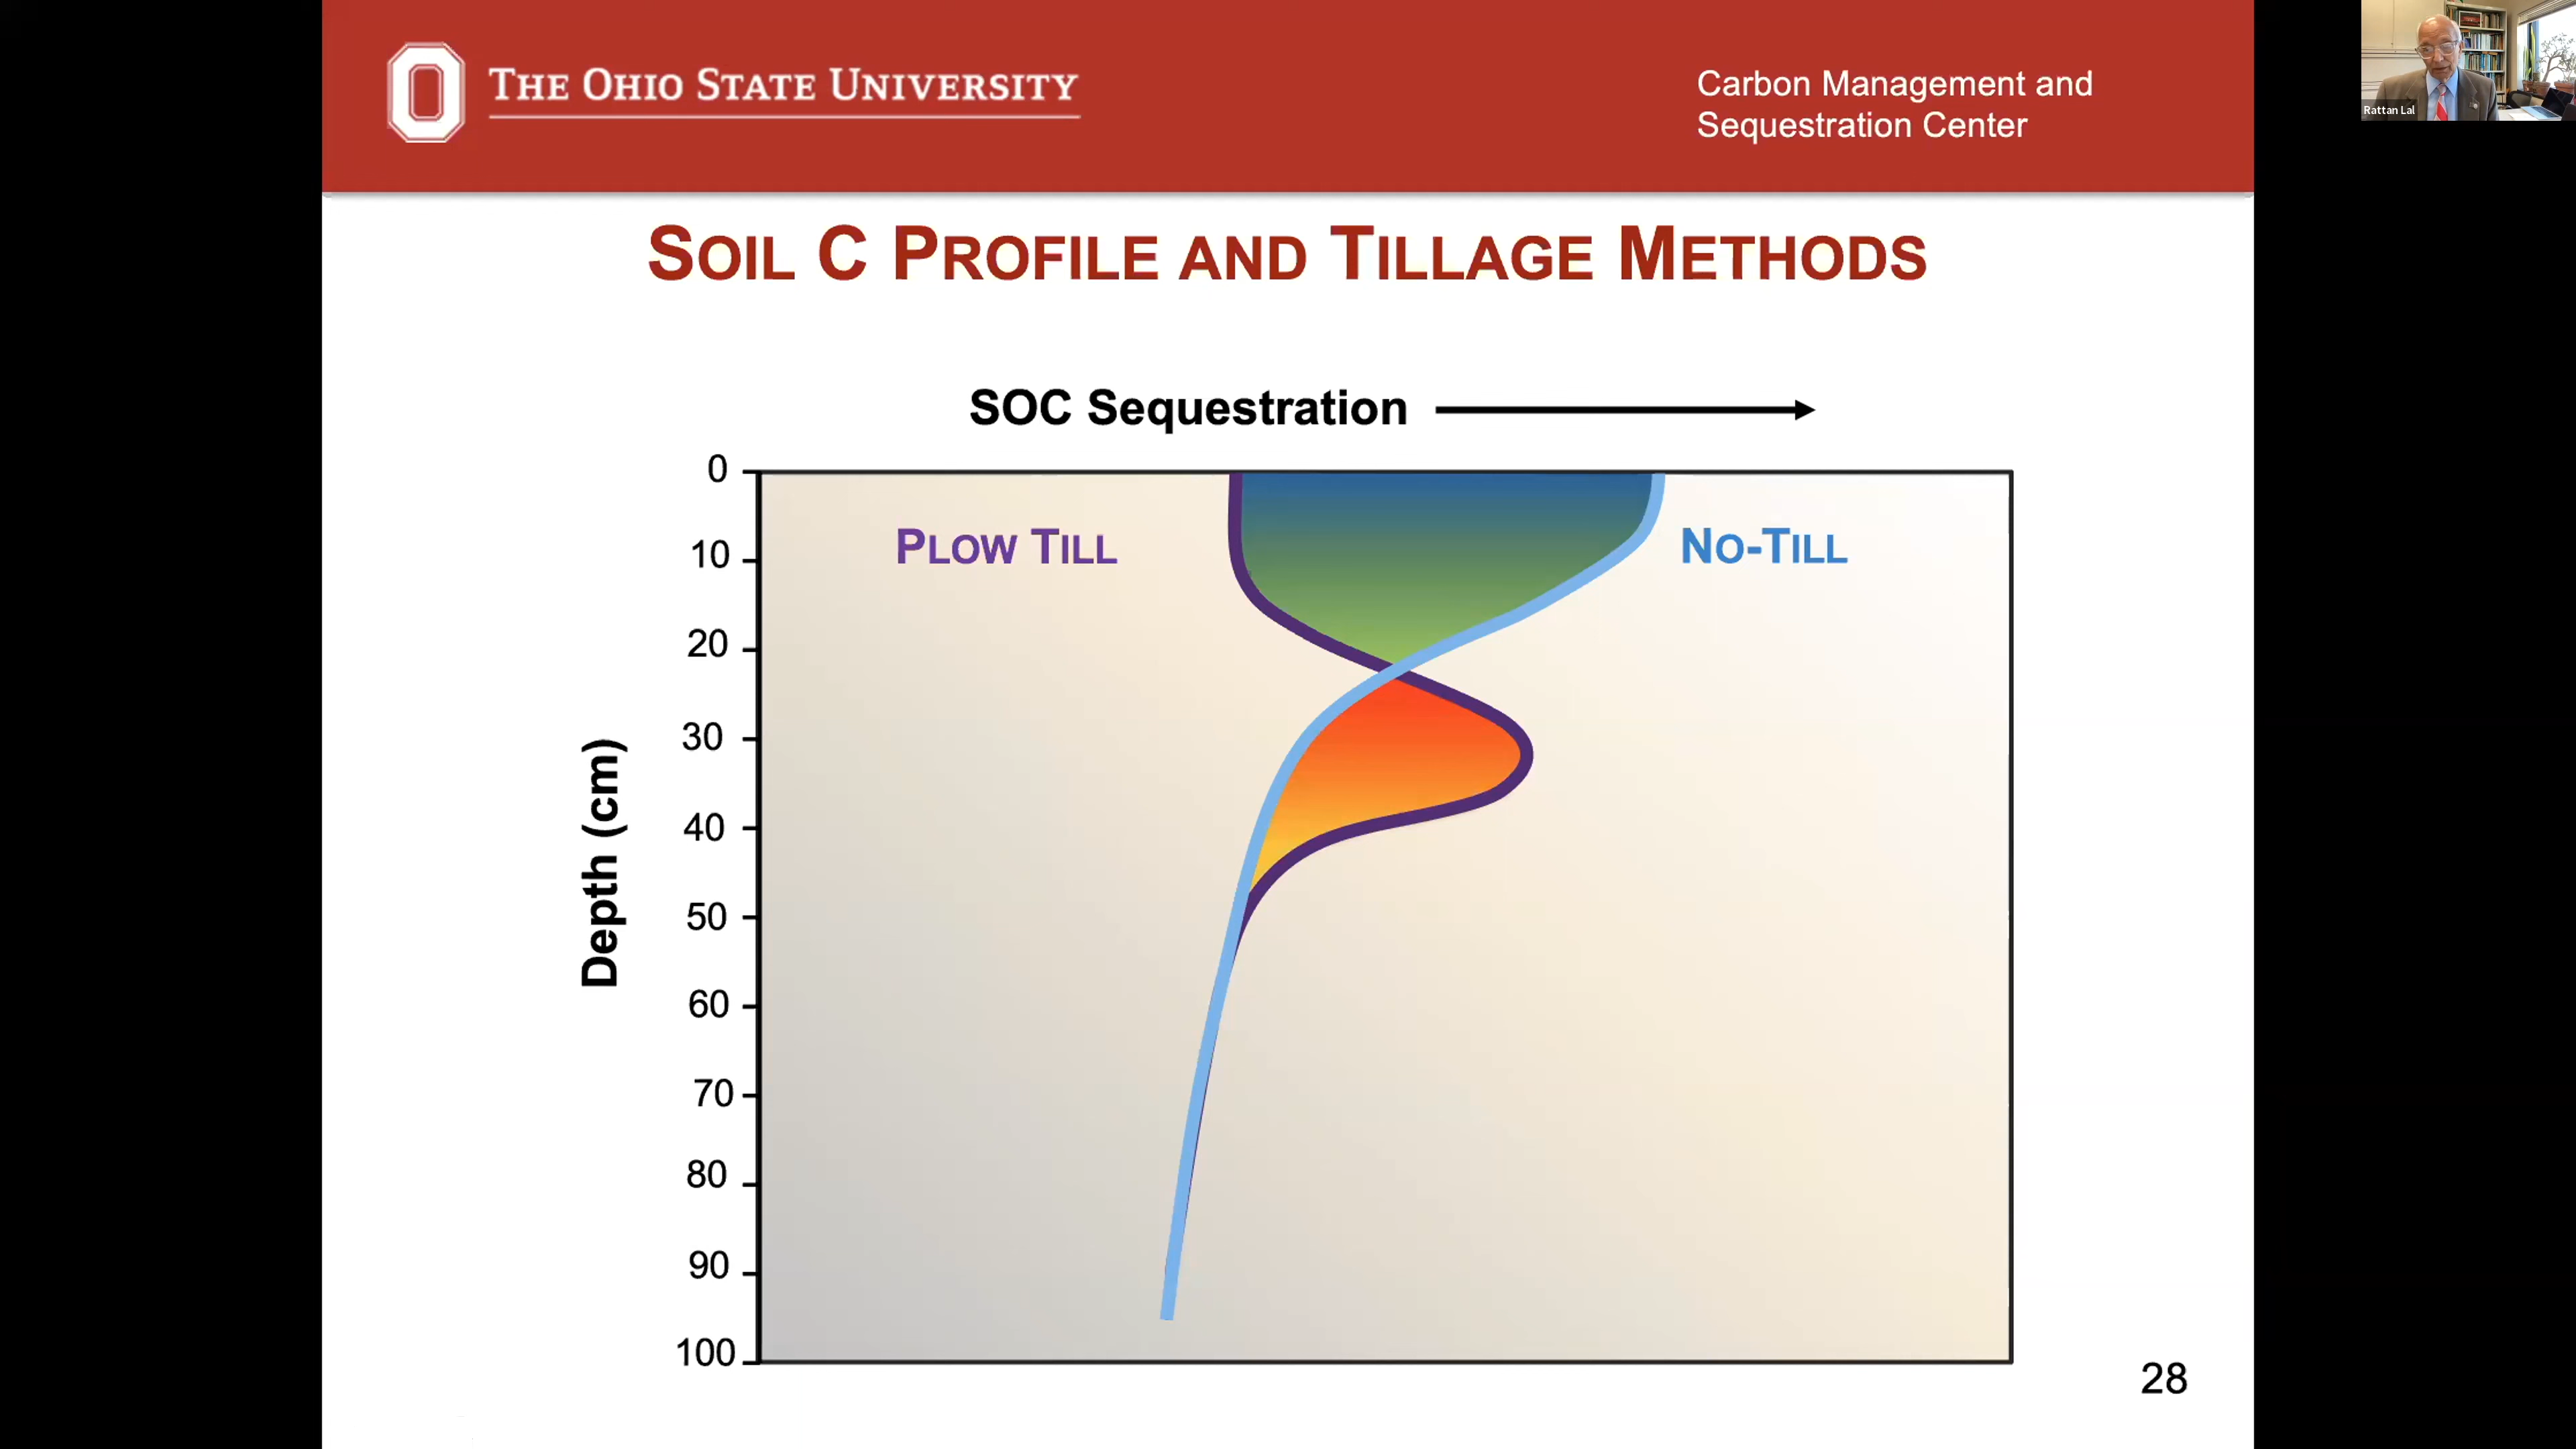 THE OHIO STATE UNIVERSITY
Carbon Management and
Sequestration Center
Rattan Lal
SOIL C PROFILE AND TILLAGE METHODS
SOC Sequestration
0
10
20
30
40
50
60
70
80
90
100
Depth (cm)
PLOW TILL
NO-TILL
28